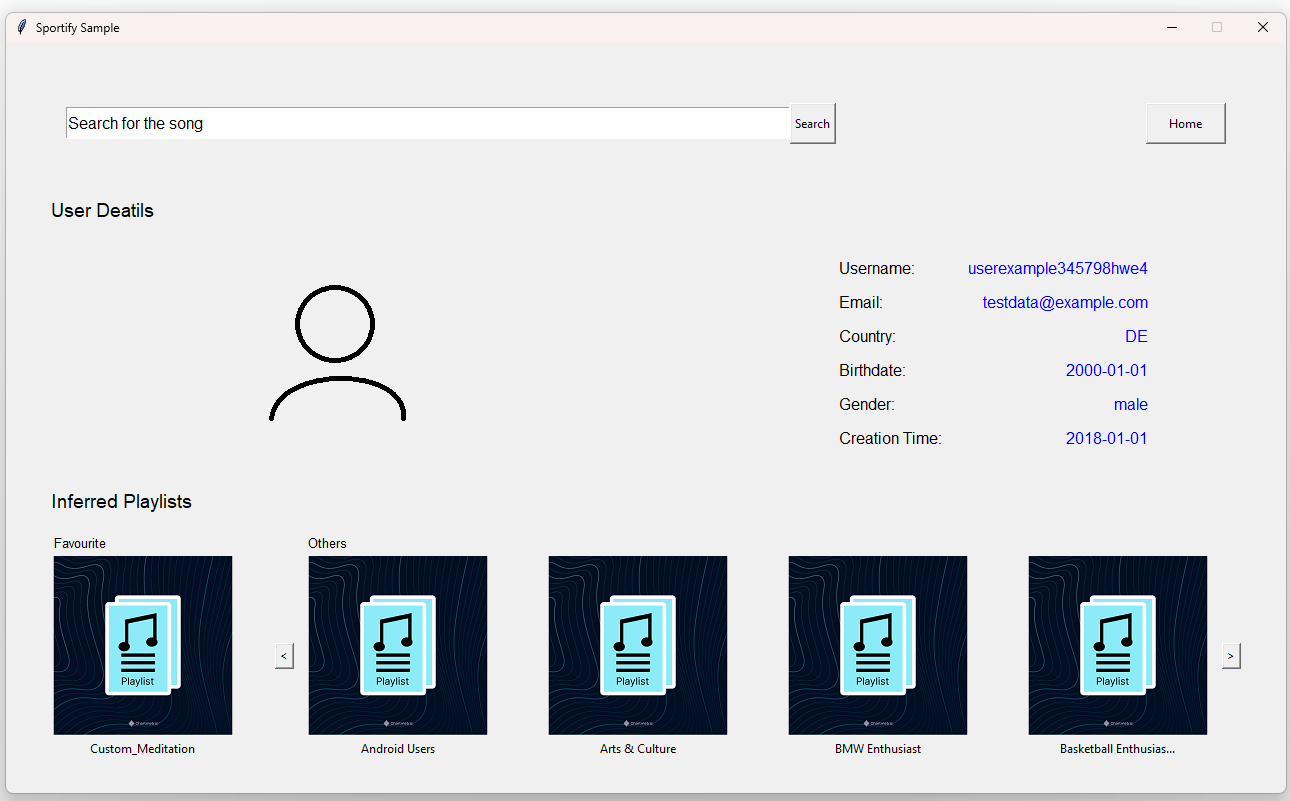 Sportify Sample
Search for the song
Search
Home
User Deatils
Username: userexample345798hwe4
Email: testdata@example.com
Country: DE
Birthdate: 2000-01-01
Gender: male
Creation Time: 2018-01-01
Inferred Playlists
Favourite
Others
<
Playlist
Playlist
Playlist
Playlist
Playlist
>
Custom_Meditation
Android Users
Arts & Culture
BMW Enthusiast
Basketball Enthusias...